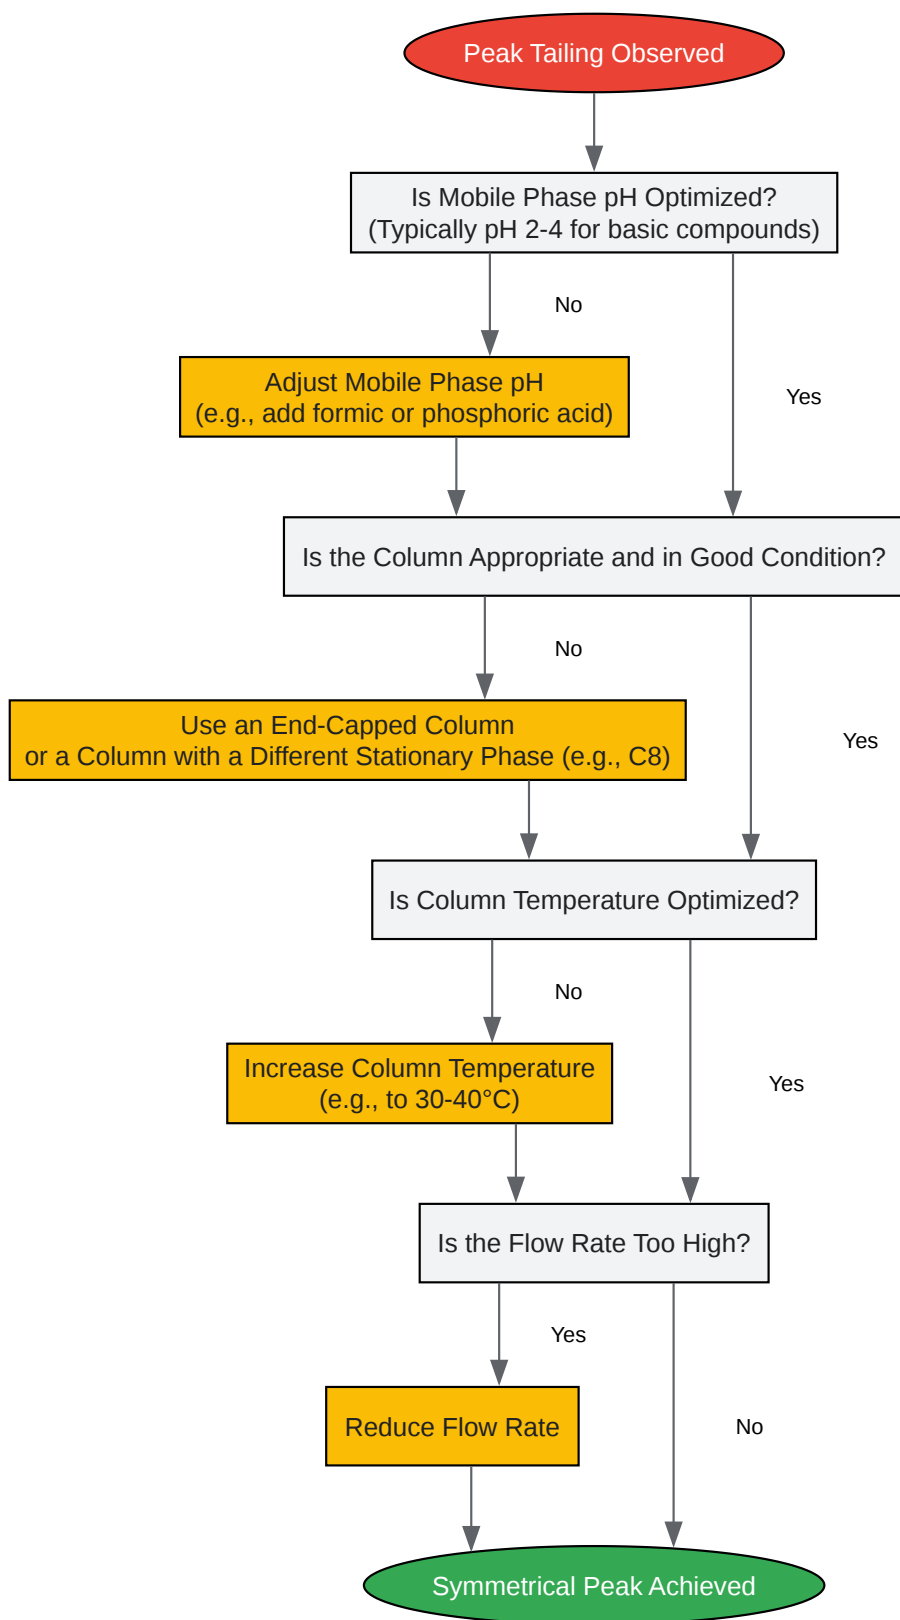 Peak Tailing Observed
Is Mobile Phase pH Optimized?
(Typically pH 2-4 for basic compounds)
No
Adjust Mobile Phase pH
(e.g., add formic or phosphoric acid)
Yes
Is the Column Appropriate and in Good Condition?
No
Use an End-Capped Column
or a Column with a Different Stationary Phase (e.g., C8)
Yes
Is Column Temperature Optimized?
No
Increase Column Temperature
(e.g., to 30-40°C)
Yes
Is the Flow Rate Too High?
Yes
Reduce Flow Rate
No
Symmetrical Peak Achieved